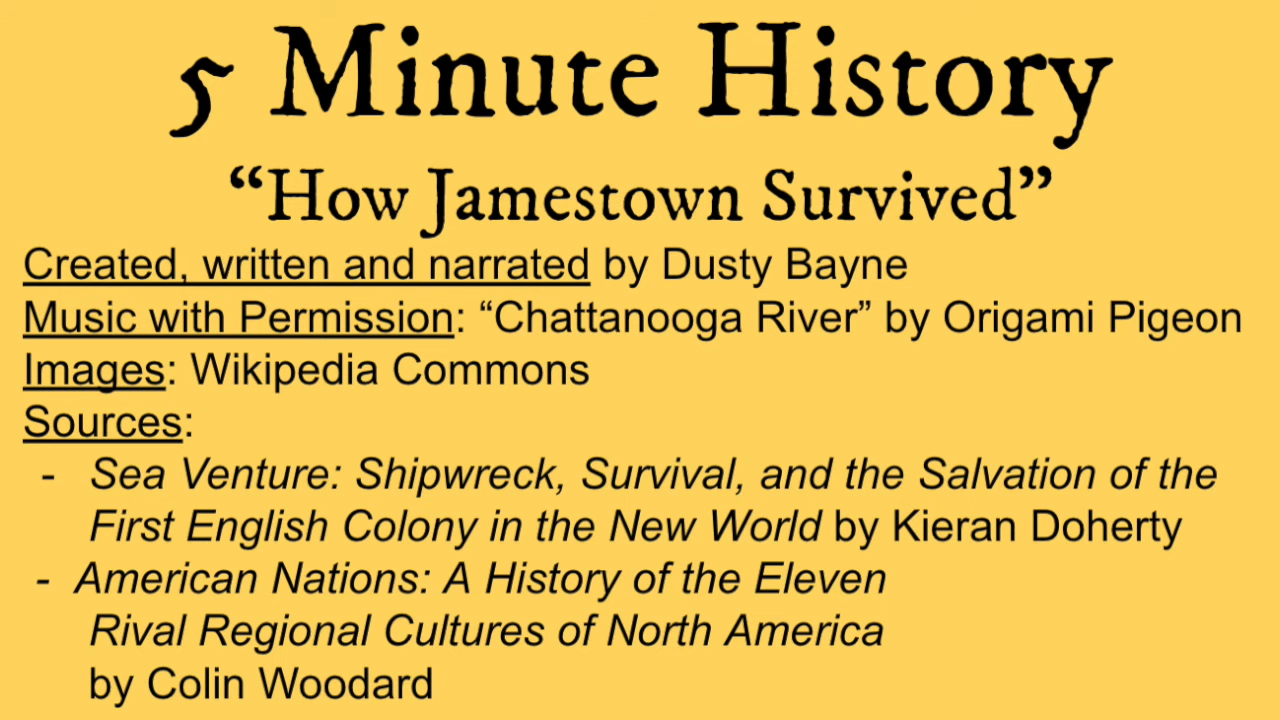 5 Minute History
“How Jamestown Survived”
Created, written and narrated by Dusty Bayne
Music with Permission: “Chattanooga River” by Origami Pigeon
Images: Wikipedia Commons
Sources:
- Sea Venture: Shipwreck, Survival, and the Salvation of the
First English Colony in the New World by Kieran Doherty
- American Nations: A History of the Eleven
Rival Regional Cultures of North America
by Colin Woodard